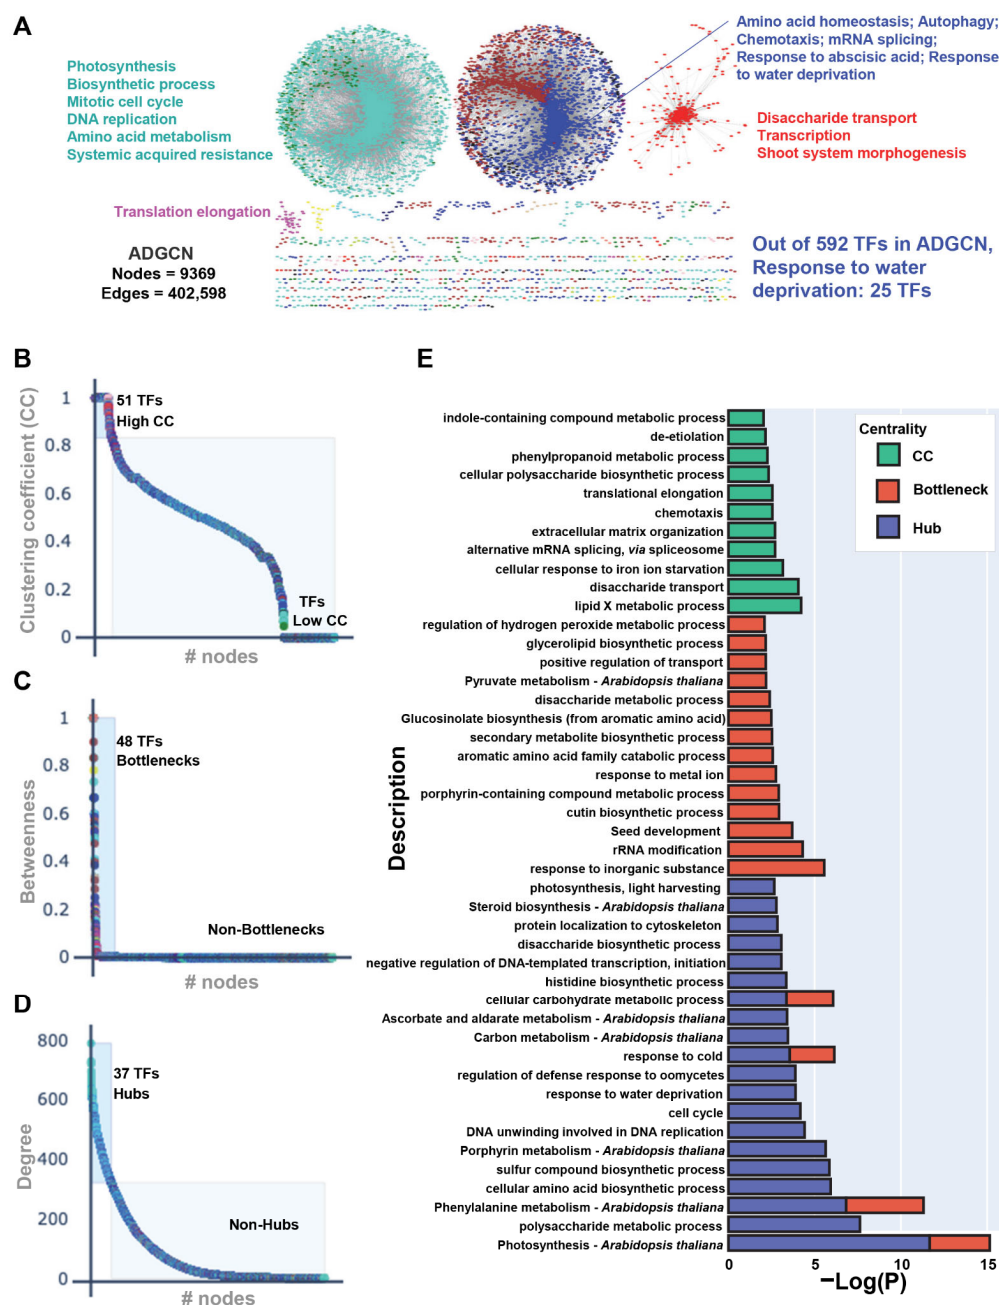 A
Photosynthesis
Biosynthetic process
Mitotic cell cycle
DNA replication
Amino acid metabolism
Systemic acquired resistance
Amino acid homeostasis; Autophagy;
Chemotaxis; mRNA splicing;
Response to abscisic acid; Response
to water deprivation
Disaccharide transport
Transcription
Shoot system morphogenesis
Translation elongation
ADGCN
Nodes = 9369
Edges = 402,598
Out of 592 TFs in ADGCN,
Response to water
deprivation: 25 TFs
B
Clustering coefficient (CC)
1
0.8
0.6
0.4
0.2
0
51 TFs
High CC
TFs
Low CC
# nodes
C
Betweenness
1
0.8
0.6
0.4
0.2
0
48 TFs
Bottlenecks
Non-Bottlenecks
# nodes
D
Degree
800
600
400
200
0
37 TFs
Hubs
Non-Hubs
# nodes
E
Description
indole-containing compound metabolic process
de-etiolation
phenylpropanoid metabolic process
cellular polysaccharide biosynthetic process
translational elongation
chemotaxis
extracellular matrix organization
alternative mRNA splicing, via spliceosome
cellular response to iron ion starvation
disaccharide transport
lipid X metabolic process
regulation of hydrogen peroxide metabolic process
glycerolipid biosynthetic process
positive regulation of transport
Pyruvate metabolism - Arabidopsis thaliana
disaccharide metabolic process
Glucosinolate biosynthesis (from aromatic amino acid)
secondary metabolite biosynthetic process
aromatic amino acid family catabolic process
response to metal ion
porphyrin-containing compound metabolic process
cutin biosynthetic process
Seed development
rRNA modification
response to inorganic substance
photosynthesis, light harvesting
Steroid biosynthesis - Arabidopsis thaliana
protein localization to cytoskeleton
disaccharide biosynthetic process
negative regulation of DNA-templated transcription, initiation
histidine biosynthetic process
cellular carbohydrate metabolic process
Ascorbate and aldarate metabolism - Arabidopsis thaliana
Carbon metabolism - Arabidopsis thaliana
response to cold
regulation of defense response to oomycetes
response to water deprivation
cell cycle
DNA unwinding involved in DNA replication
Porphyrin metabolism - Arabidopsis thaliana
sulfur compound biosynthetic process
cellular amino acid biosynthetic process
Phenylalanine metabolism - Arabidopsis thaliana
polysaccharide metabolic process
Photosynthesis - Arabidopsis thaliana
Centrality
CC
Bottleneck
Hub
0
5
10
15
−Log(P)